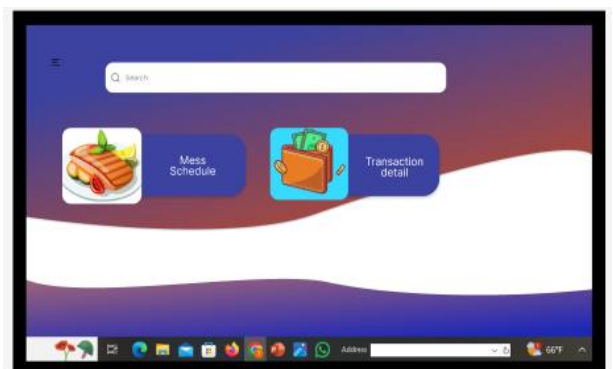 Search
Mess
Schedule
Transaction
detail
Address
66°F